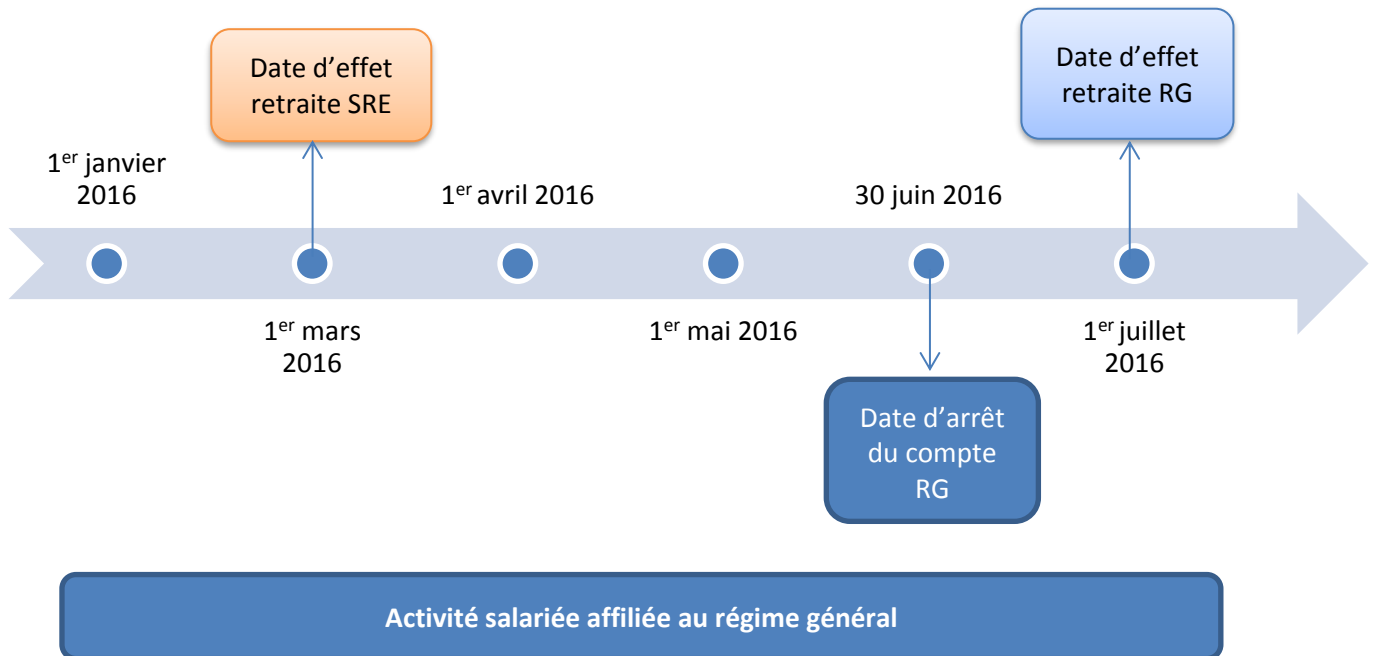 Date d'effet
retraite SRE
Date d'effet
retraite RG
1er janvier
2016
1er avril 2016
30 juin 2016
1er mars
2016
1er mai 2016
1er juillet
2016
Date d'arrêt
du compte
RG
Activité salariée affiliée au régime général